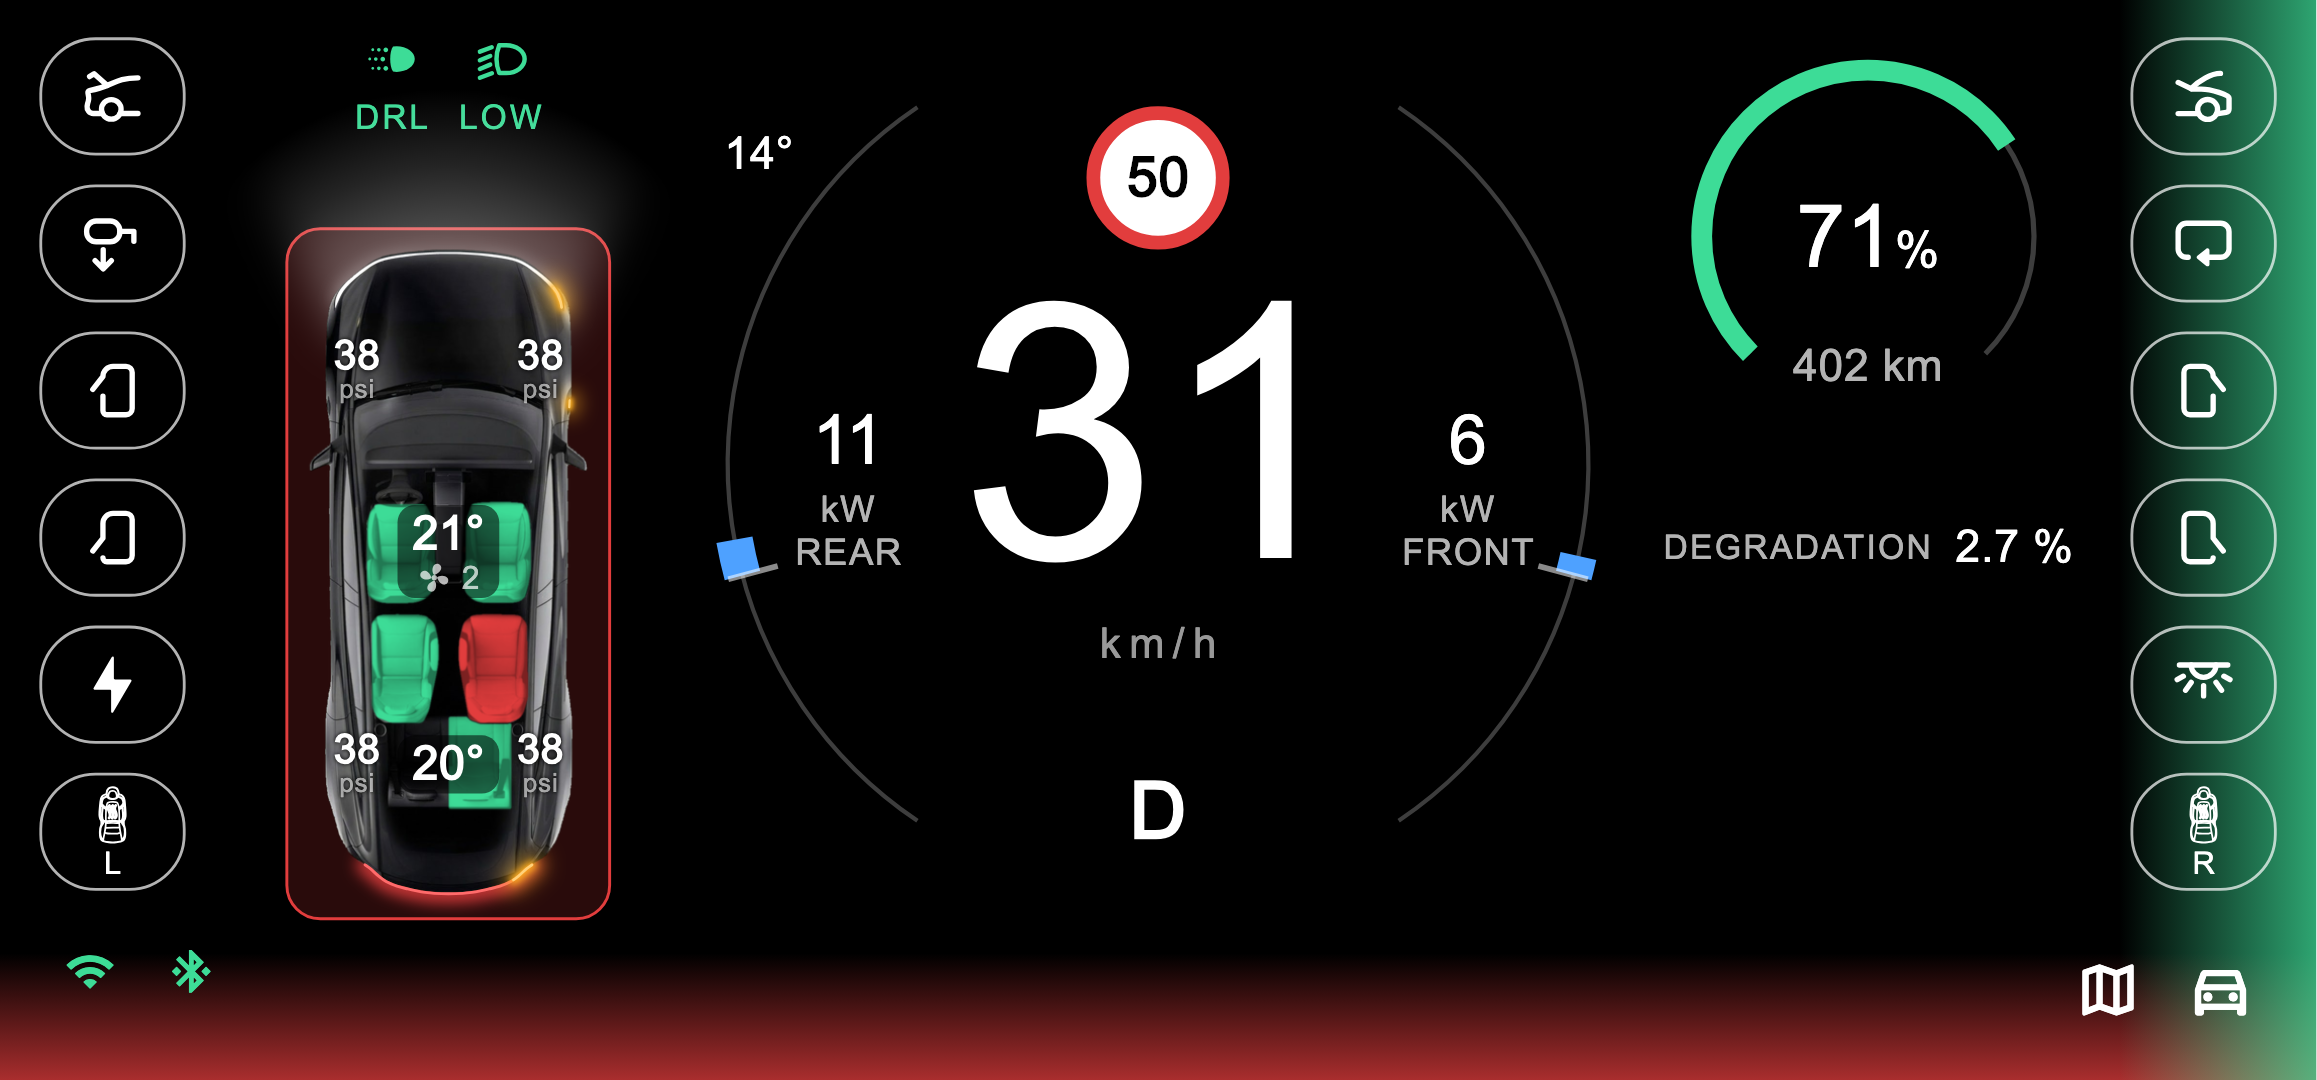 DRL LOW
14°
50
71%
402 km
38 psi
38 psi
31
11
kW
REAR
6
kW
FRONT
21°
2
DEGRADATION 2.7 %
km/h
38 psi
20°
38 psi
D
L
R